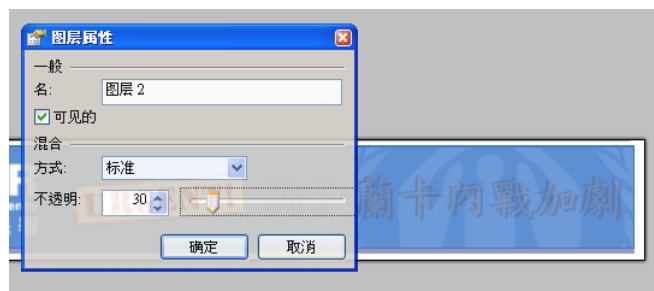 图层属性
一般
名: 图层 2
可见的
混合
方式: 标准
不透明: 30
确定 取消
蘭卡內戰加劇